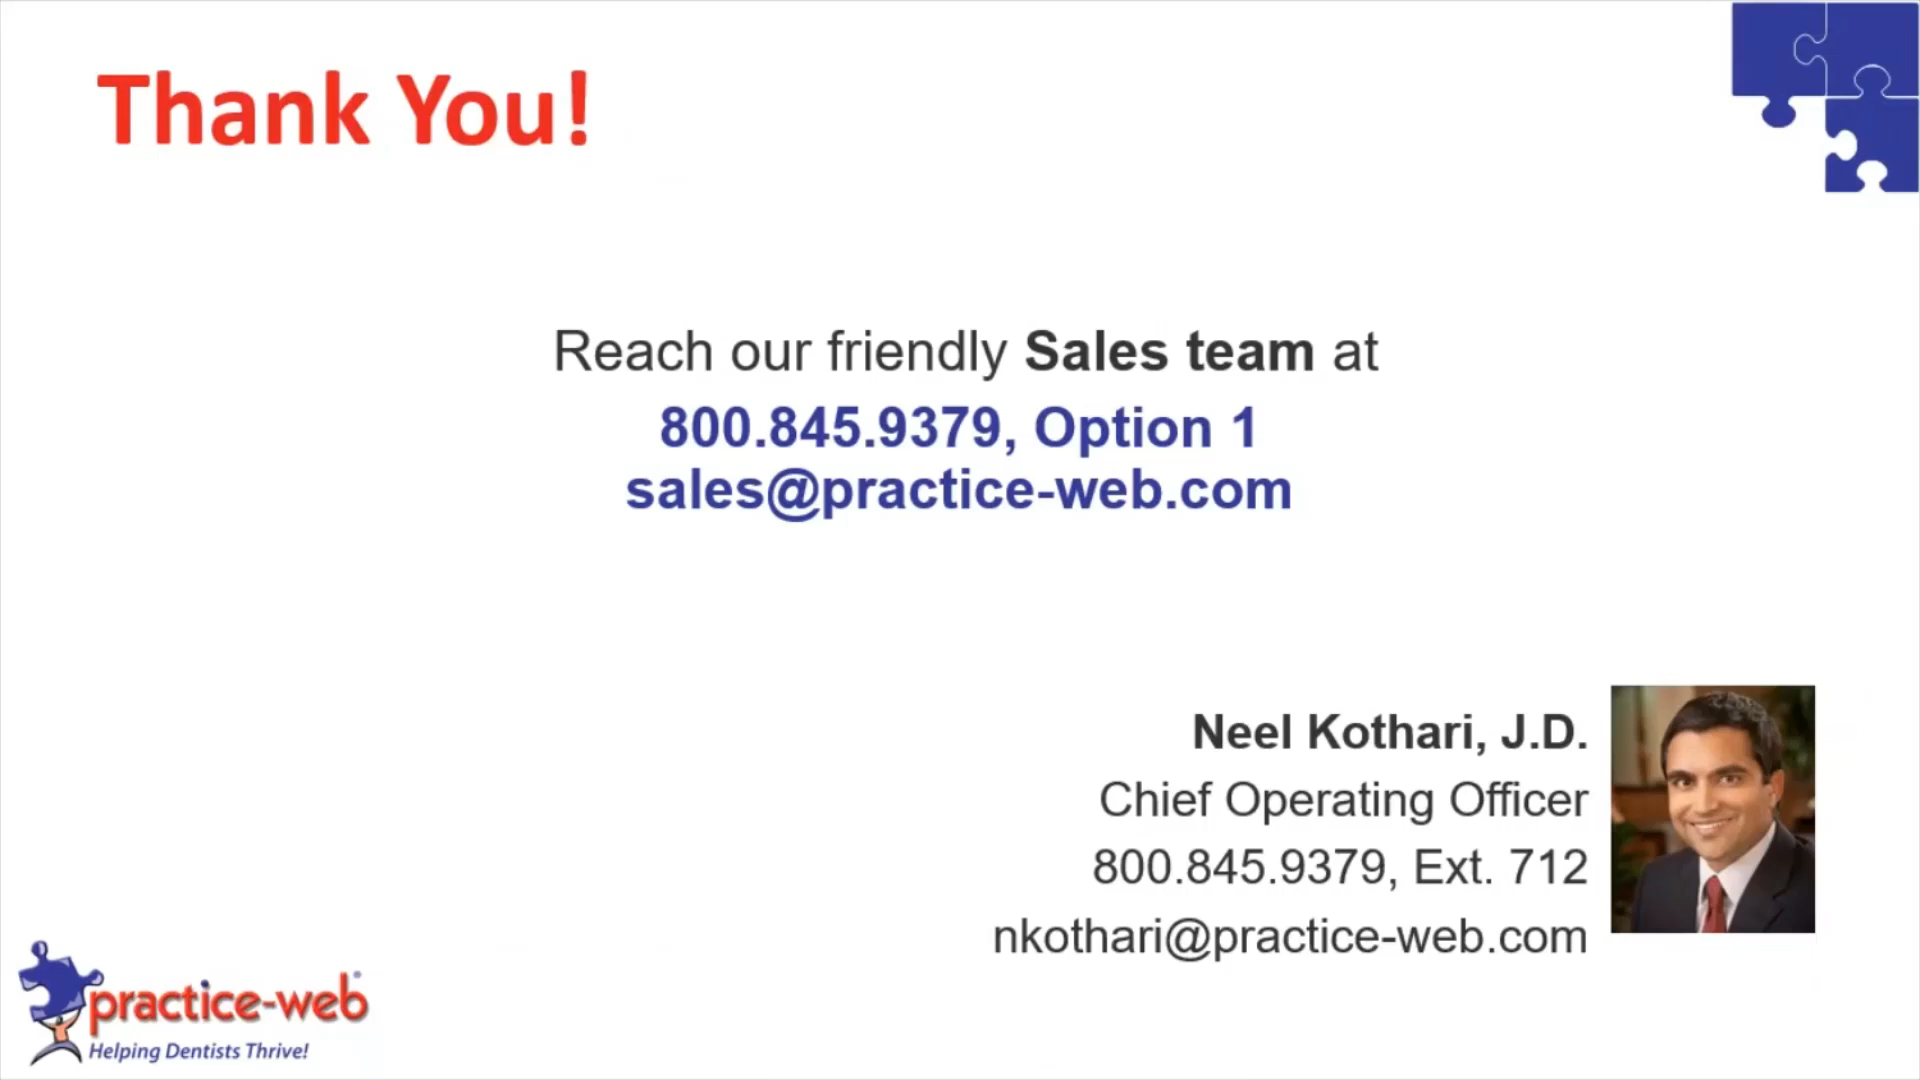 Thank You!
Reach our friendly Sales team at
800.845.9379, Option 1
sales@practice-web.com
Neel Kothari, J.D.
Chief Operating Officer
800.845.9379, Ext. 712
nkothari@practice-web.com
practice-web®
Helping Dentists Thrive!